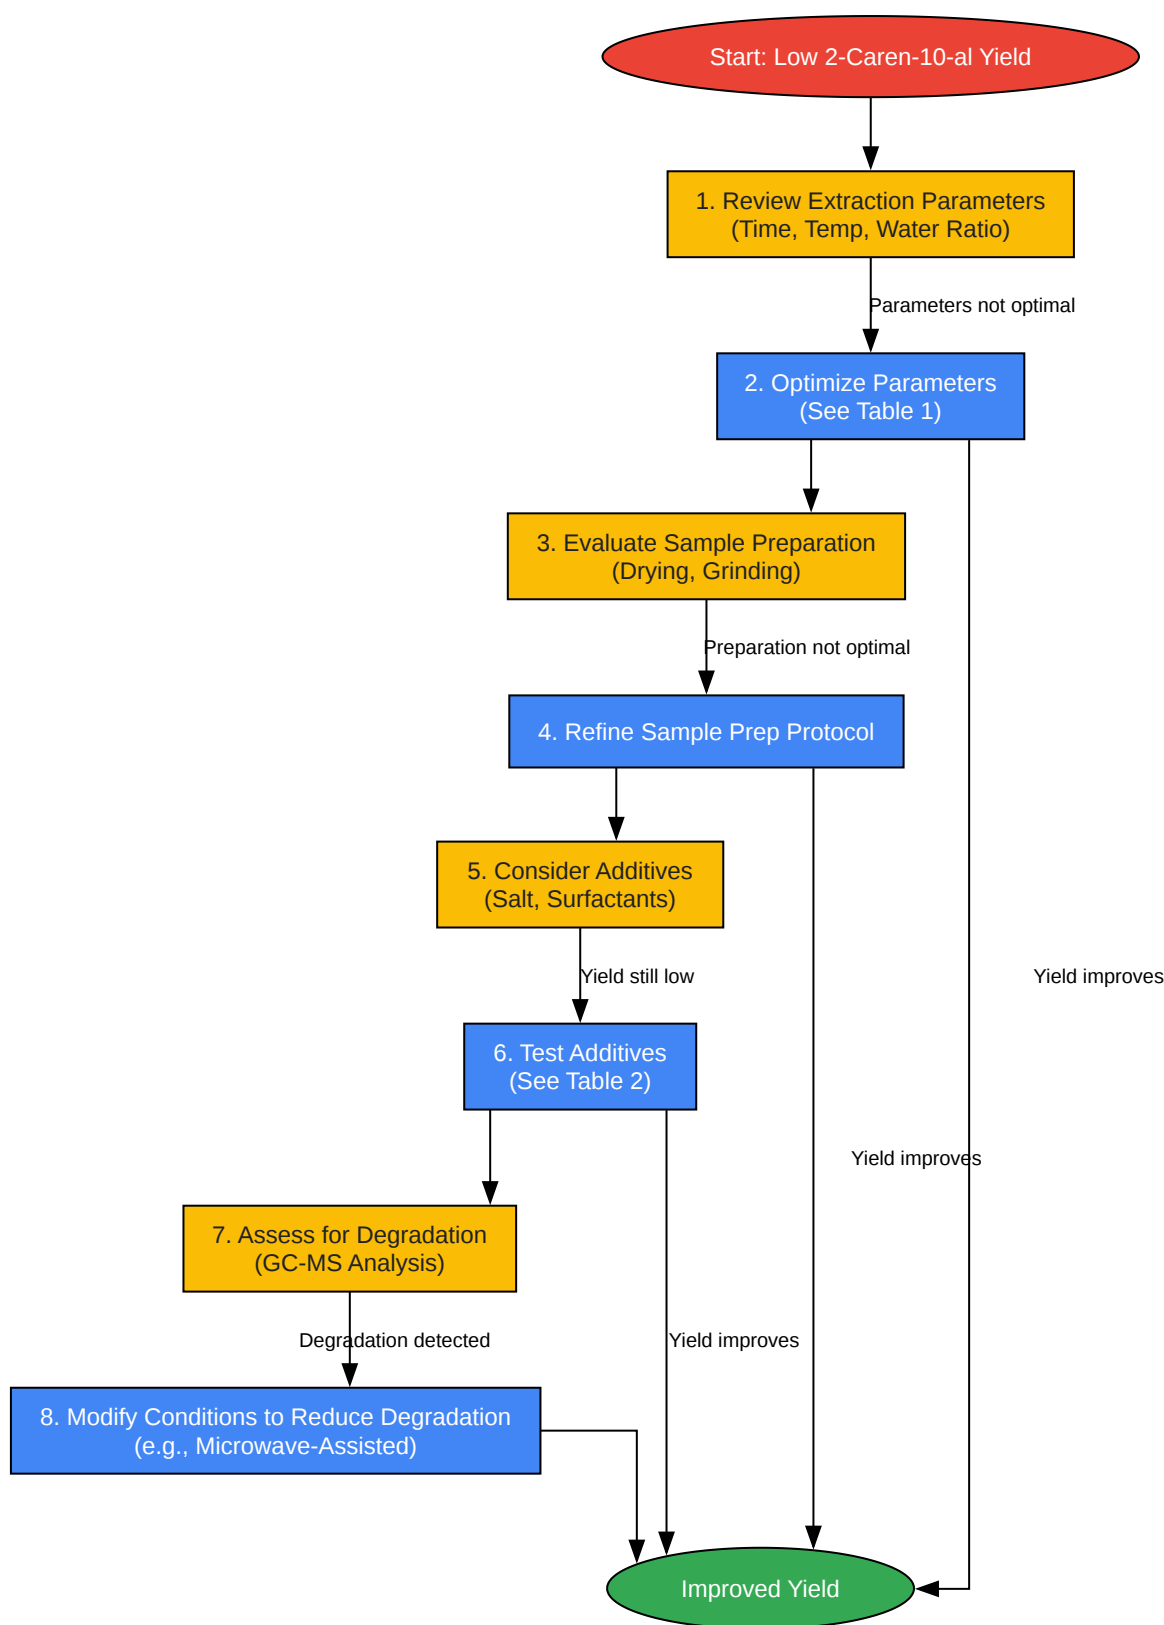 Start: Low 2-Caren-10-al Yield
1. Review Extraction Parameters
(Time, Temp, Water Ratio)
Parameters not optimal
2. Optimize Parameters
(See Table 1)
3. Evaluate Sample Preparation
(Drying, Grinding)
Preparation not optimal
4. Refine Sample Prep Protocol
5. Consider Additives
(Salt, Surfactants)
Yield still low
Yield improves
6. Test Additives
(See Table 2)
Yield improves
7. Assess for Degradation
(GC-MS Analysis)
Degradation detected
Yield improves
8. Modify Conditions to Reduce Degradation
(e.g., Microwave-Assisted)
Improved Yield